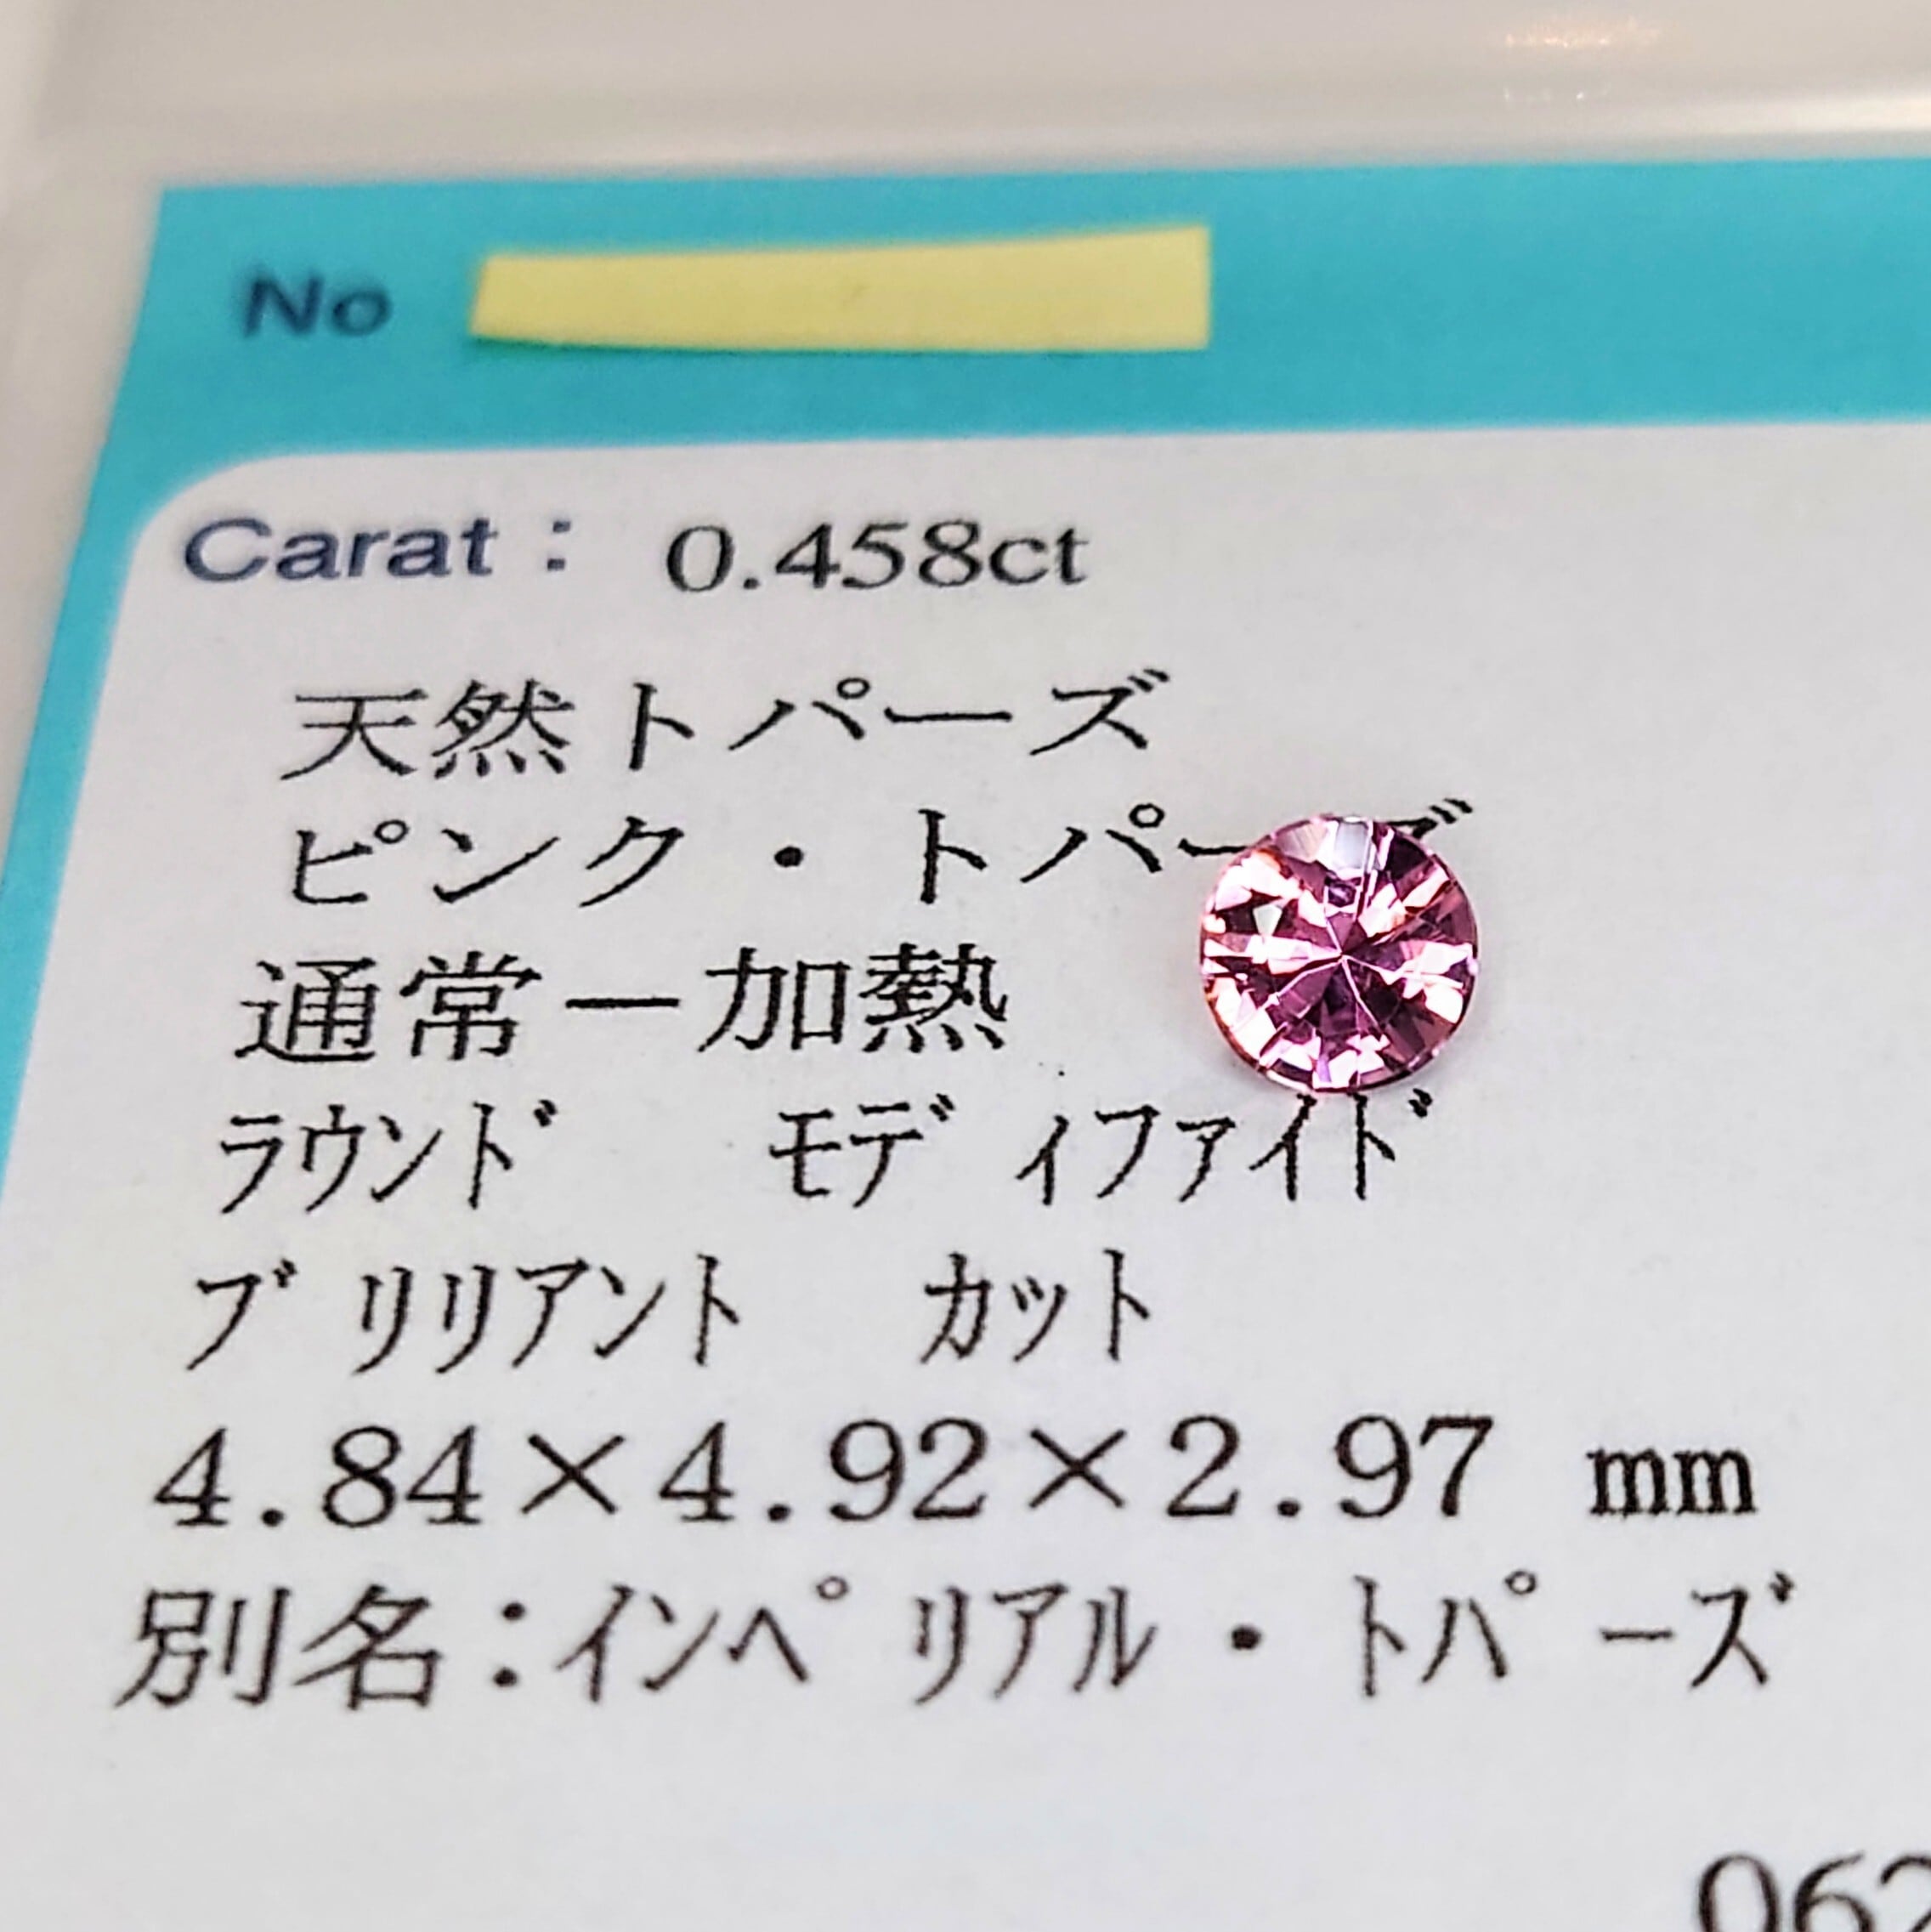 No
Carat : 0.458ct
天然トパーズ
ピンク・トパーズ
通常―加熱
ﾗｳﾝﾄﾞ ﾓﾃﾞｨﾌｧｲﾄﾞ
ﾌﾞﾘﾘｱﾝﾄ ｶｯﾄ
4.84×4.92×2.97 mm
別名:ｲﾝﾍﾟﾘｱﾙ・ﾄﾊﾟｰｽﾞ
062